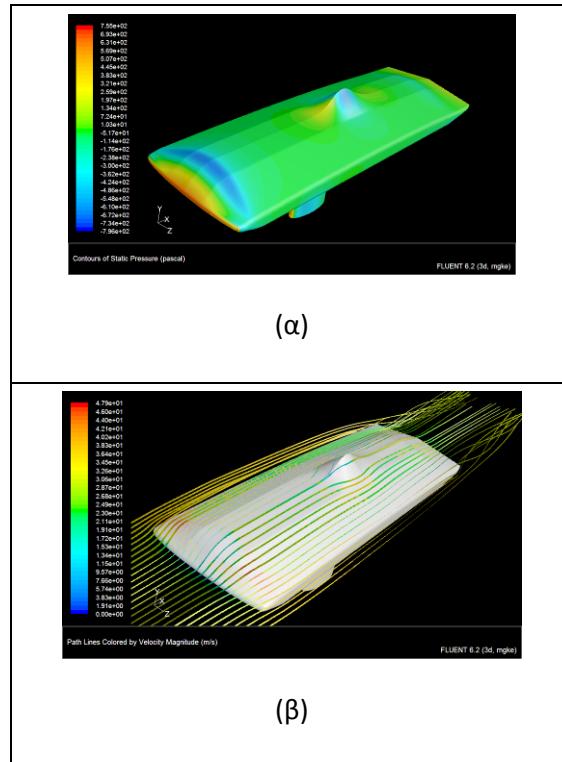 7.55e+02
6.93e+02
6.31e+02
5.69e+02
5.07e+02
4.45e+02
3.83e+02
3.21e+02
2.59e+02
1.97e+02
1.34e+02
7.24e+01
1.03e+01
-5.17e+01
-1.14e+02
-1.76e+02
-2.38e+02
-3.00e+02
-3.62e+02
-4.24e+02
-4.86e+02
-5.48e+02
-6.10e+02
-6.72e+02
-7.34e+02
-7.96e+02
Y
X
Z
Contours of Static Pressure (pascal)
FLUENT 6.2 (3d, rngke)
(α)
4.79e+01
4.60e+01
4.40e+01
4.21e+01
4.02e+01
3.83e+01
3.64e+01
3.45e+01
3.26e+01
3.06e+01
2.87e+01
2.68e+01
2.49e+01
2.30e+01
2.11e+01
1.91e+01
1.72e+01
1.53e+01
1.34e+01
1.15e+01
9.57e+00
7.66e+00
5.74e+00
3.83e+00
1.91e+00
0.00e+00
Y
X
Z
Path Lines Colored by Velocity Magnitude (m/s)
FLUENT 6.2 (3d, rngke)
(β)